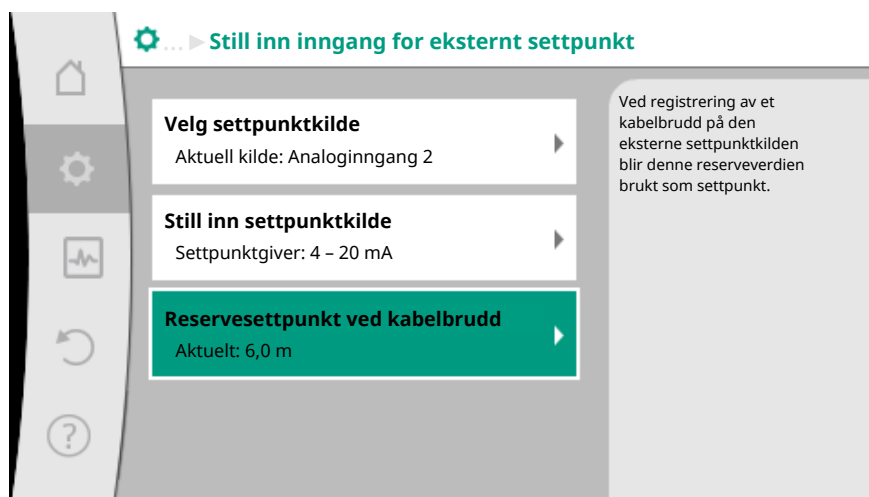 ... Still inn inngang for eksternt settpunkt
Velg settpunktkilde
Aktuell kilde: Analoginngang 2
Still inn settpunktkilde
Settpunktgiver: 4 – 20 mA
Reservesettpunkt ved kabelbrudd
Aktuelt: 6,0 m
Ved registrering av et
kabelbrudd på den
eksterne settpunktkilden
blir denne reserveverdien
brukt som settpunkt.
?